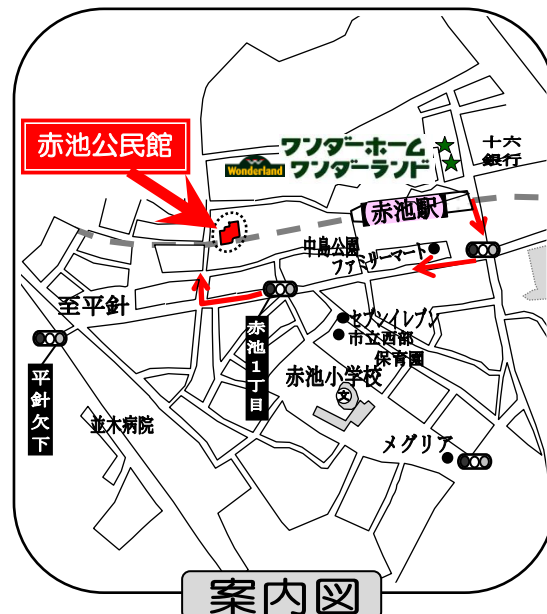 赤池公民館
ワンダーホーム
Wonderland
ワンダーランド
十六
銀行
【赤池駅】
中島公園
ファミリーマート
至平針
赤池1丁目
セブンイレブン
市立西部
保育園
平針欠下
赤池小学校
文
並木病院
メグリア
案内図